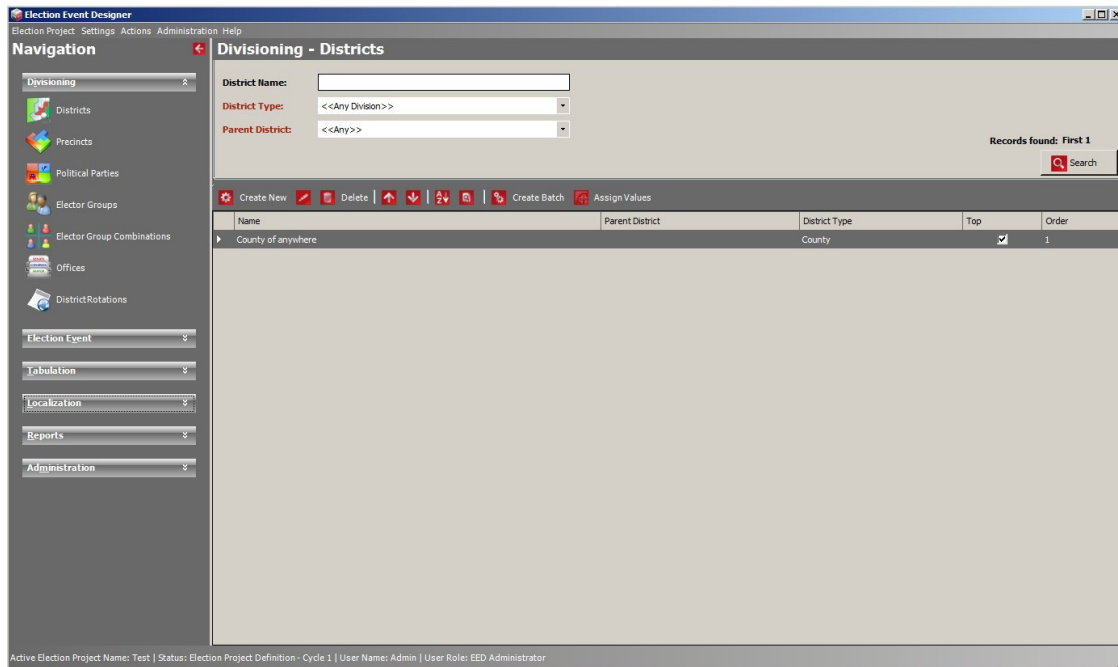 Election Event Designer
Election Project Settings Actions Administration Help
Navigation
Divisioning - Districts
Divisioning
Districts
Precincts
Political Parties
Elector Groups
Elector Group Combinations
Offices
District Rotations
Election Event
Tabulation
Localization
Reports
Administration
District Name:
District Type: <<Any Division>>
Parent District: <<Any>>
Records found: First 1
Search
Create New Delete Create Batch Assign Values
Name Parent District District Type Top Order
County of anywhere County 1
Active Election Project Name: Test | Status: Election Project Definition - Cycle 1 | User Name: Admin | User Role: EED Administrator